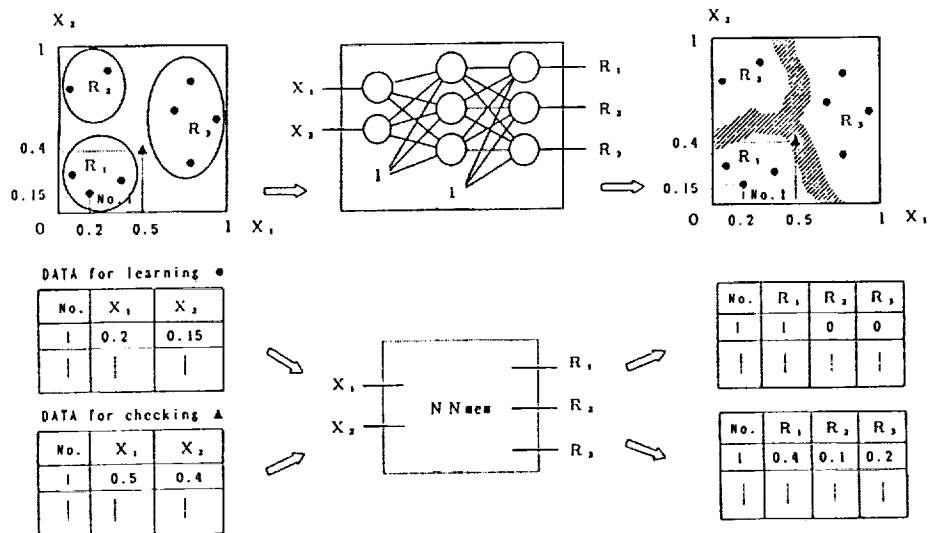 X₂
1
R₂
R₃
0.4
R₁
0.15
No.1
0 0.2 0.5 1 X₁
X₁
X₂
1 1
R₁
R₂
R₃
X₂
1
R₂
R₃
0.4
R₁
0.15
No.1
0 0.2 0.5 1 X₁
DATA for learning ●
No. X₁ X₂
1 0.2 0.15
DATA for checking ▲
No. X₁ X₂
1 0.5 0.4
X₁
X₂
NNmem
R₁
R₂
R₃
No. R₁ R₂ R₃
1 1 0 0
No. R₁ R₂ R₃
1 0.4 0.1 0.2